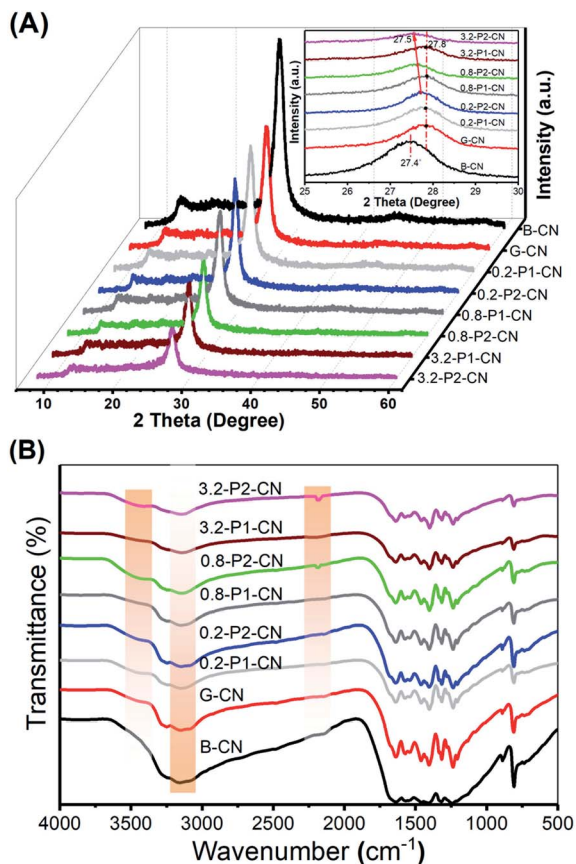 (A)
27.5
27.8
3.2-P2-CN
3.2-P1-CN
0.8-P2-CN
0.8-P1-CN
0.2-P2-CN
0.2-P1-CN
G-CN
27.4°
B-CN
Intensity (a.u.)
25 26 27 28 29 30
2 Theta (Degree)
Intensity (a.u.)
B-CN
G-CN
0.2-P1-CN
0.2-P2-CN
0.8-P1-CN
0.8-P2-CN
3.2-P1-CN
3.2-P2-CN
10 20 30 40 50 60
2 Theta (Degree)
(B)
3.2-P2-CN
3.2-P1-CN
0.8-P2-CN
0.8-P1-CN
0.2-P2-CN
0.2-P1-CN
G-CN
B-CN
Transmittance (%)
4000 3500 3000 2500 2000 1500 1000 500
Wavenumber (cm⁻¹)